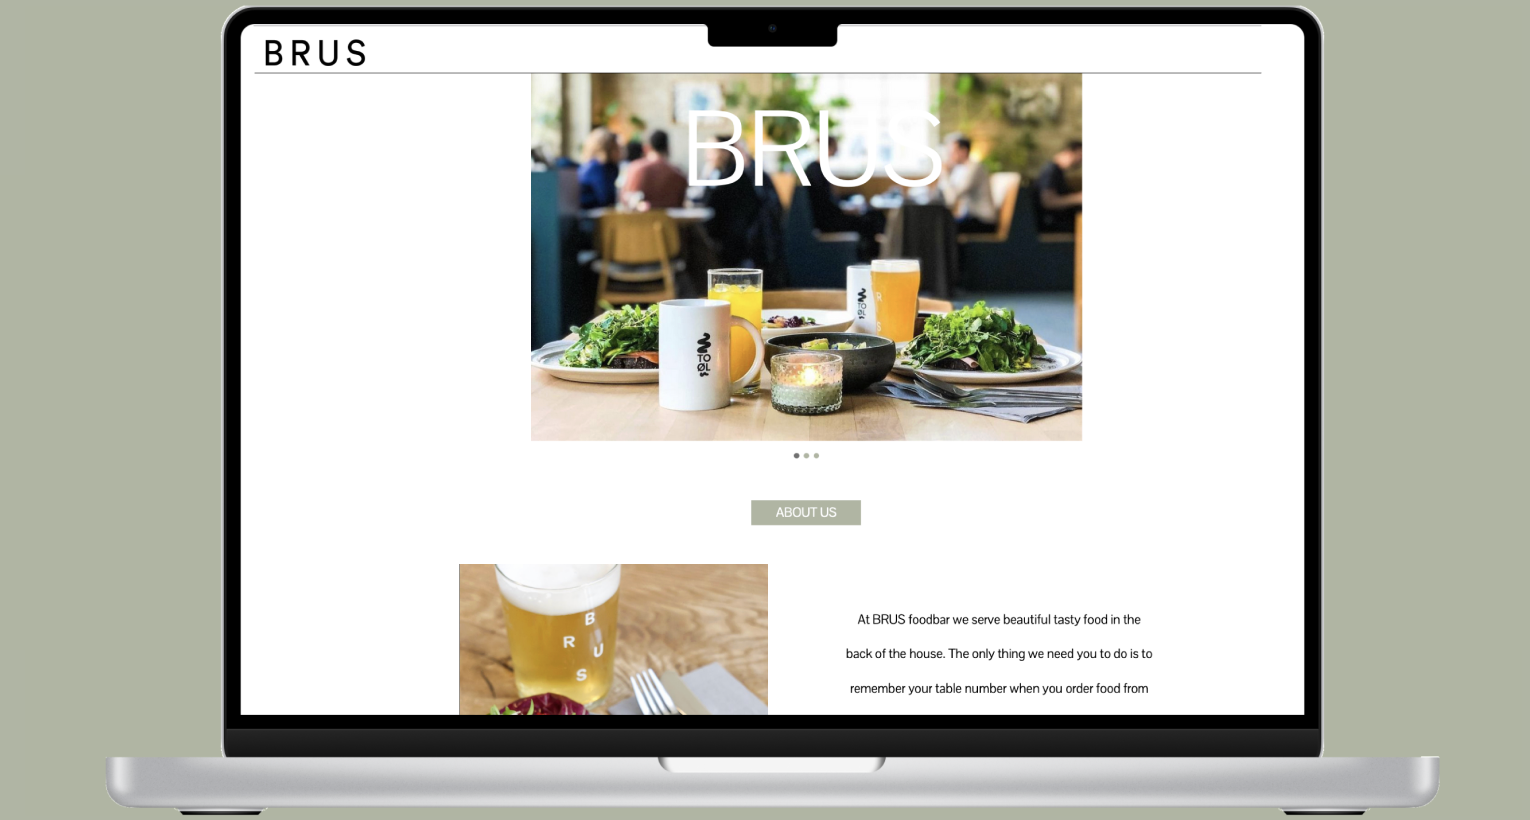 BRUS
BRUS
TO
ØL
B
R
U
S
ABOUT US
B
R
U
S
At BRUS foodbar we serve beautiful tasty food in the
back of the house. The only thing we need you to do is to
remember your table number when you order food from